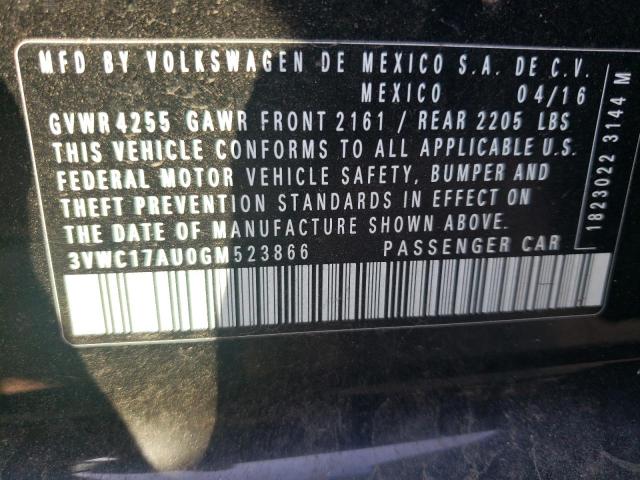 MFD BY VOLKSWAGEN DE MEXICO S.A. DE C.V.
MEXICO 04/16
GVWR4255 GAWR FRONT 2161 / REAR 2205 LBS
THIS VEHICLE CONFORMS TO ALL APPLICABLE U.S.
FEDERAL MOTOR VEHICLE SAFETY, BUMPER AND
THEFT PREVENTION STANDARDS IN EFFECT ON
THE DATE OF MANUFACTURE SHOWN ABOVE.
3VWC17AU0GM523866 PASSENGER CAR
1823022 3144 M